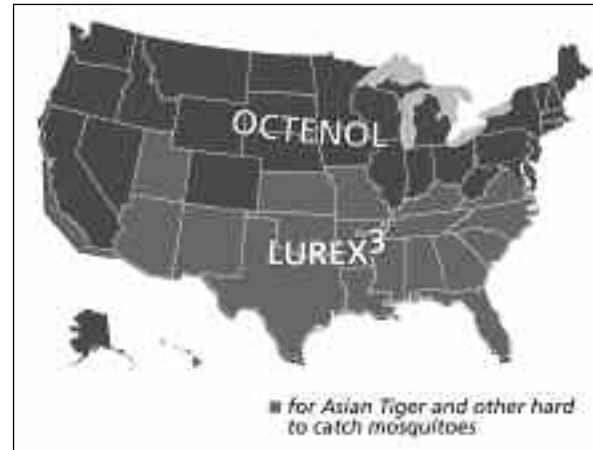 OCTENOL
LUREX³
for Asian Tiger and other hard
to catch mosquitoes